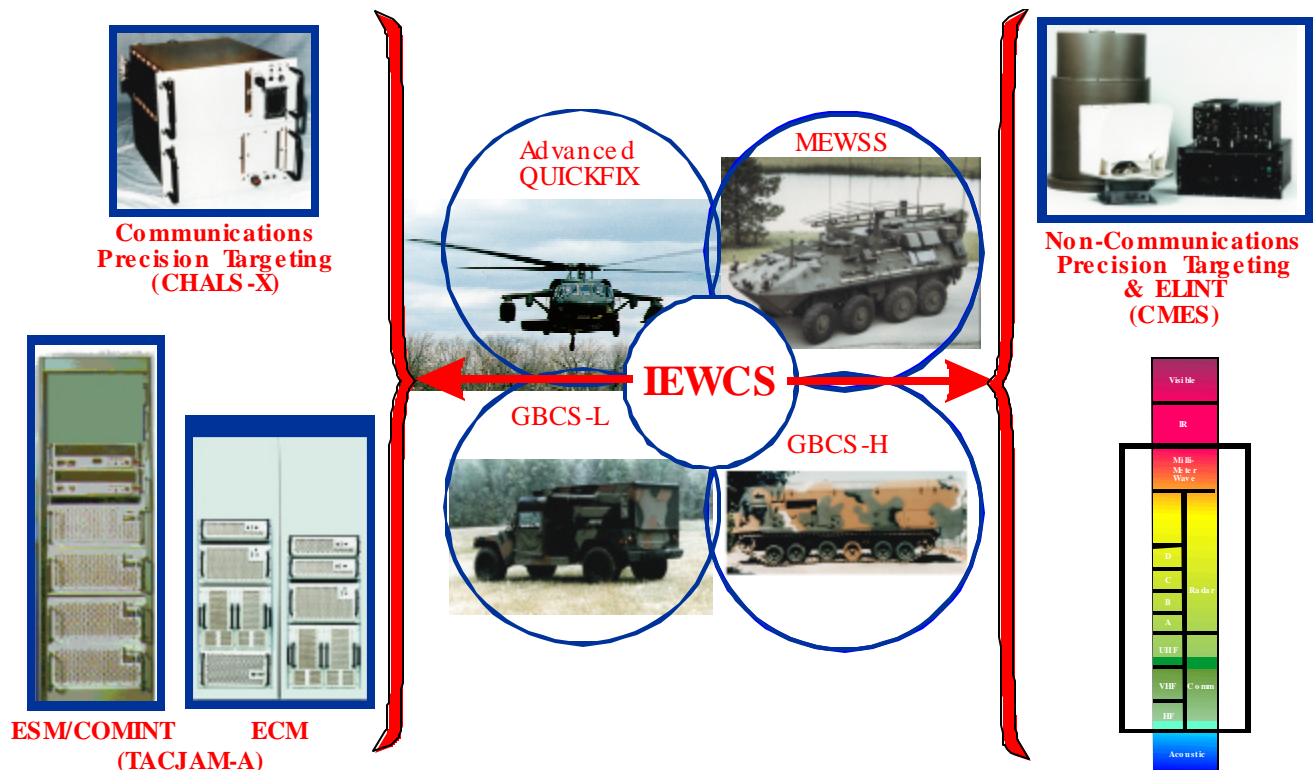 Communications
Precision Targeting
(CHALS-X)
ESM/COMINT
ECM
(TACJAM-A)
Advanced
QUICKFIX
MEWSS
IEWCS
GBCS-L
GBCS-H
Non-Communications
Precision Targeting
& ELINT
(CMES)
Visible
IR
Milli-
Meter
Wave
D
C
B
A
Radar
UHF
VHF
Comm
HF
Acoustic